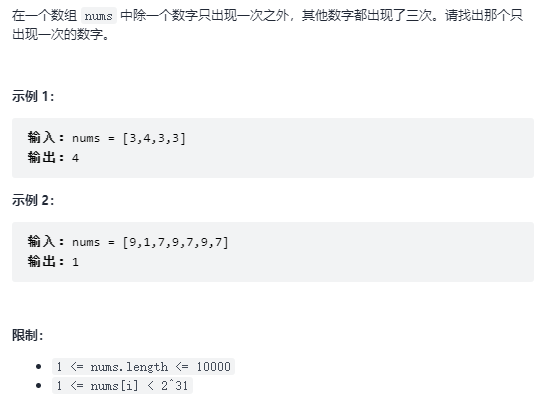 在一个数组 nums 中除一个数字只出现一次之外，其他数字都出现了三次。请找出那个只
出现一次的数字。
示例 1：
输入：nums = [3,4,3,3]
输出：4
示例 2：
输入：nums = [9,1,7,9,7,9,7]
输出：1
限制：
• 1 <= nums.length <= 10000
• 1 <= nums[i] < 2^31